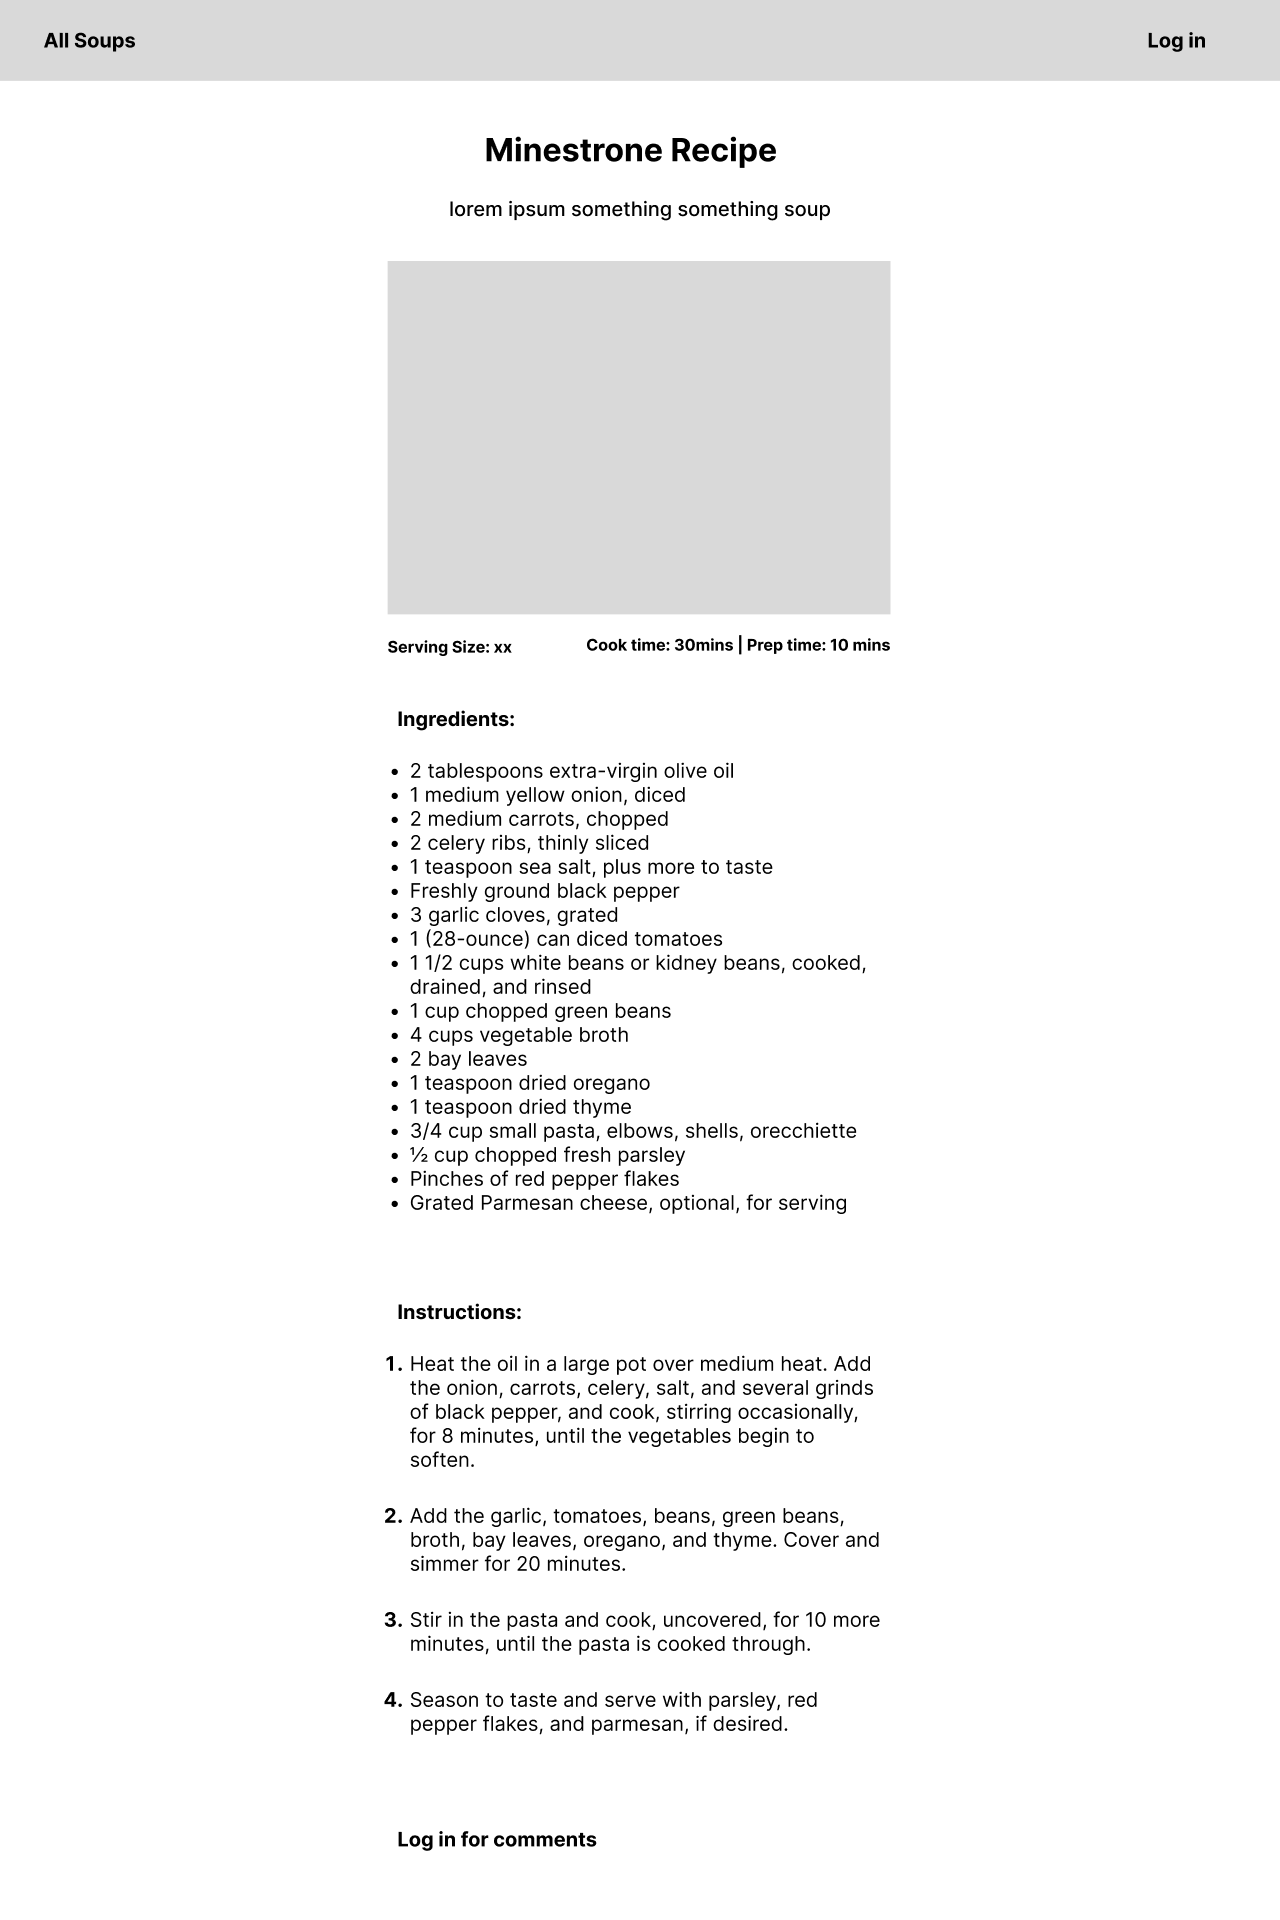 All Soups
Log in
Minestrone Recipe
lorem ipsum something something soup
Serving Size: xx
Cook time: 30mins | Prep time: 10 mins
Ingredients:
• 2 tablespoons extra-virgin olive oil
• 1 medium yellow onion, diced
• 2 medium carrots, chopped
• 2 celery ribs, thinly sliced
• 1 teaspoon sea salt, plus more to taste
• Freshly ground black pepper
• 3 garlic cloves, grated
• 1 (28-ounce) can diced tomatoes
• 1 1/2 cups white beans or kidney beans, cooked,
drained, and rinsed
• 1 cup chopped green beans
• 4 cups vegetable broth
• 2 bay leaves
• 1 teaspoon dried oregano
• 1 teaspoon dried thyme
• 3/4 cup small pasta, elbows, shells, orecchiette
• ½ cup chopped fresh parsley
• Pinches of red pepper flakes
• Grated Parmesan cheese, optional, for serving
Instructions:
1. Heat the oil in a large pot over medium heat. Add
the onion, carrots, celery, salt, and several grinds
of black pepper, and cook, stirring occasionally,
for 8 minutes, until the vegetables begin to
soften.
2. Add the garlic, tomatoes, beans, green beans,
broth, bay leaves, oregano, and thyme. Cover and
simmer for 20 minutes.
3. Stir in the pasta and cook, uncovered, for 10 more
minutes, until the pasta is cooked through.
4. Season to taste and serve with parsley, red
pepper flakes, and parmesan, if desired.
Log in for comments